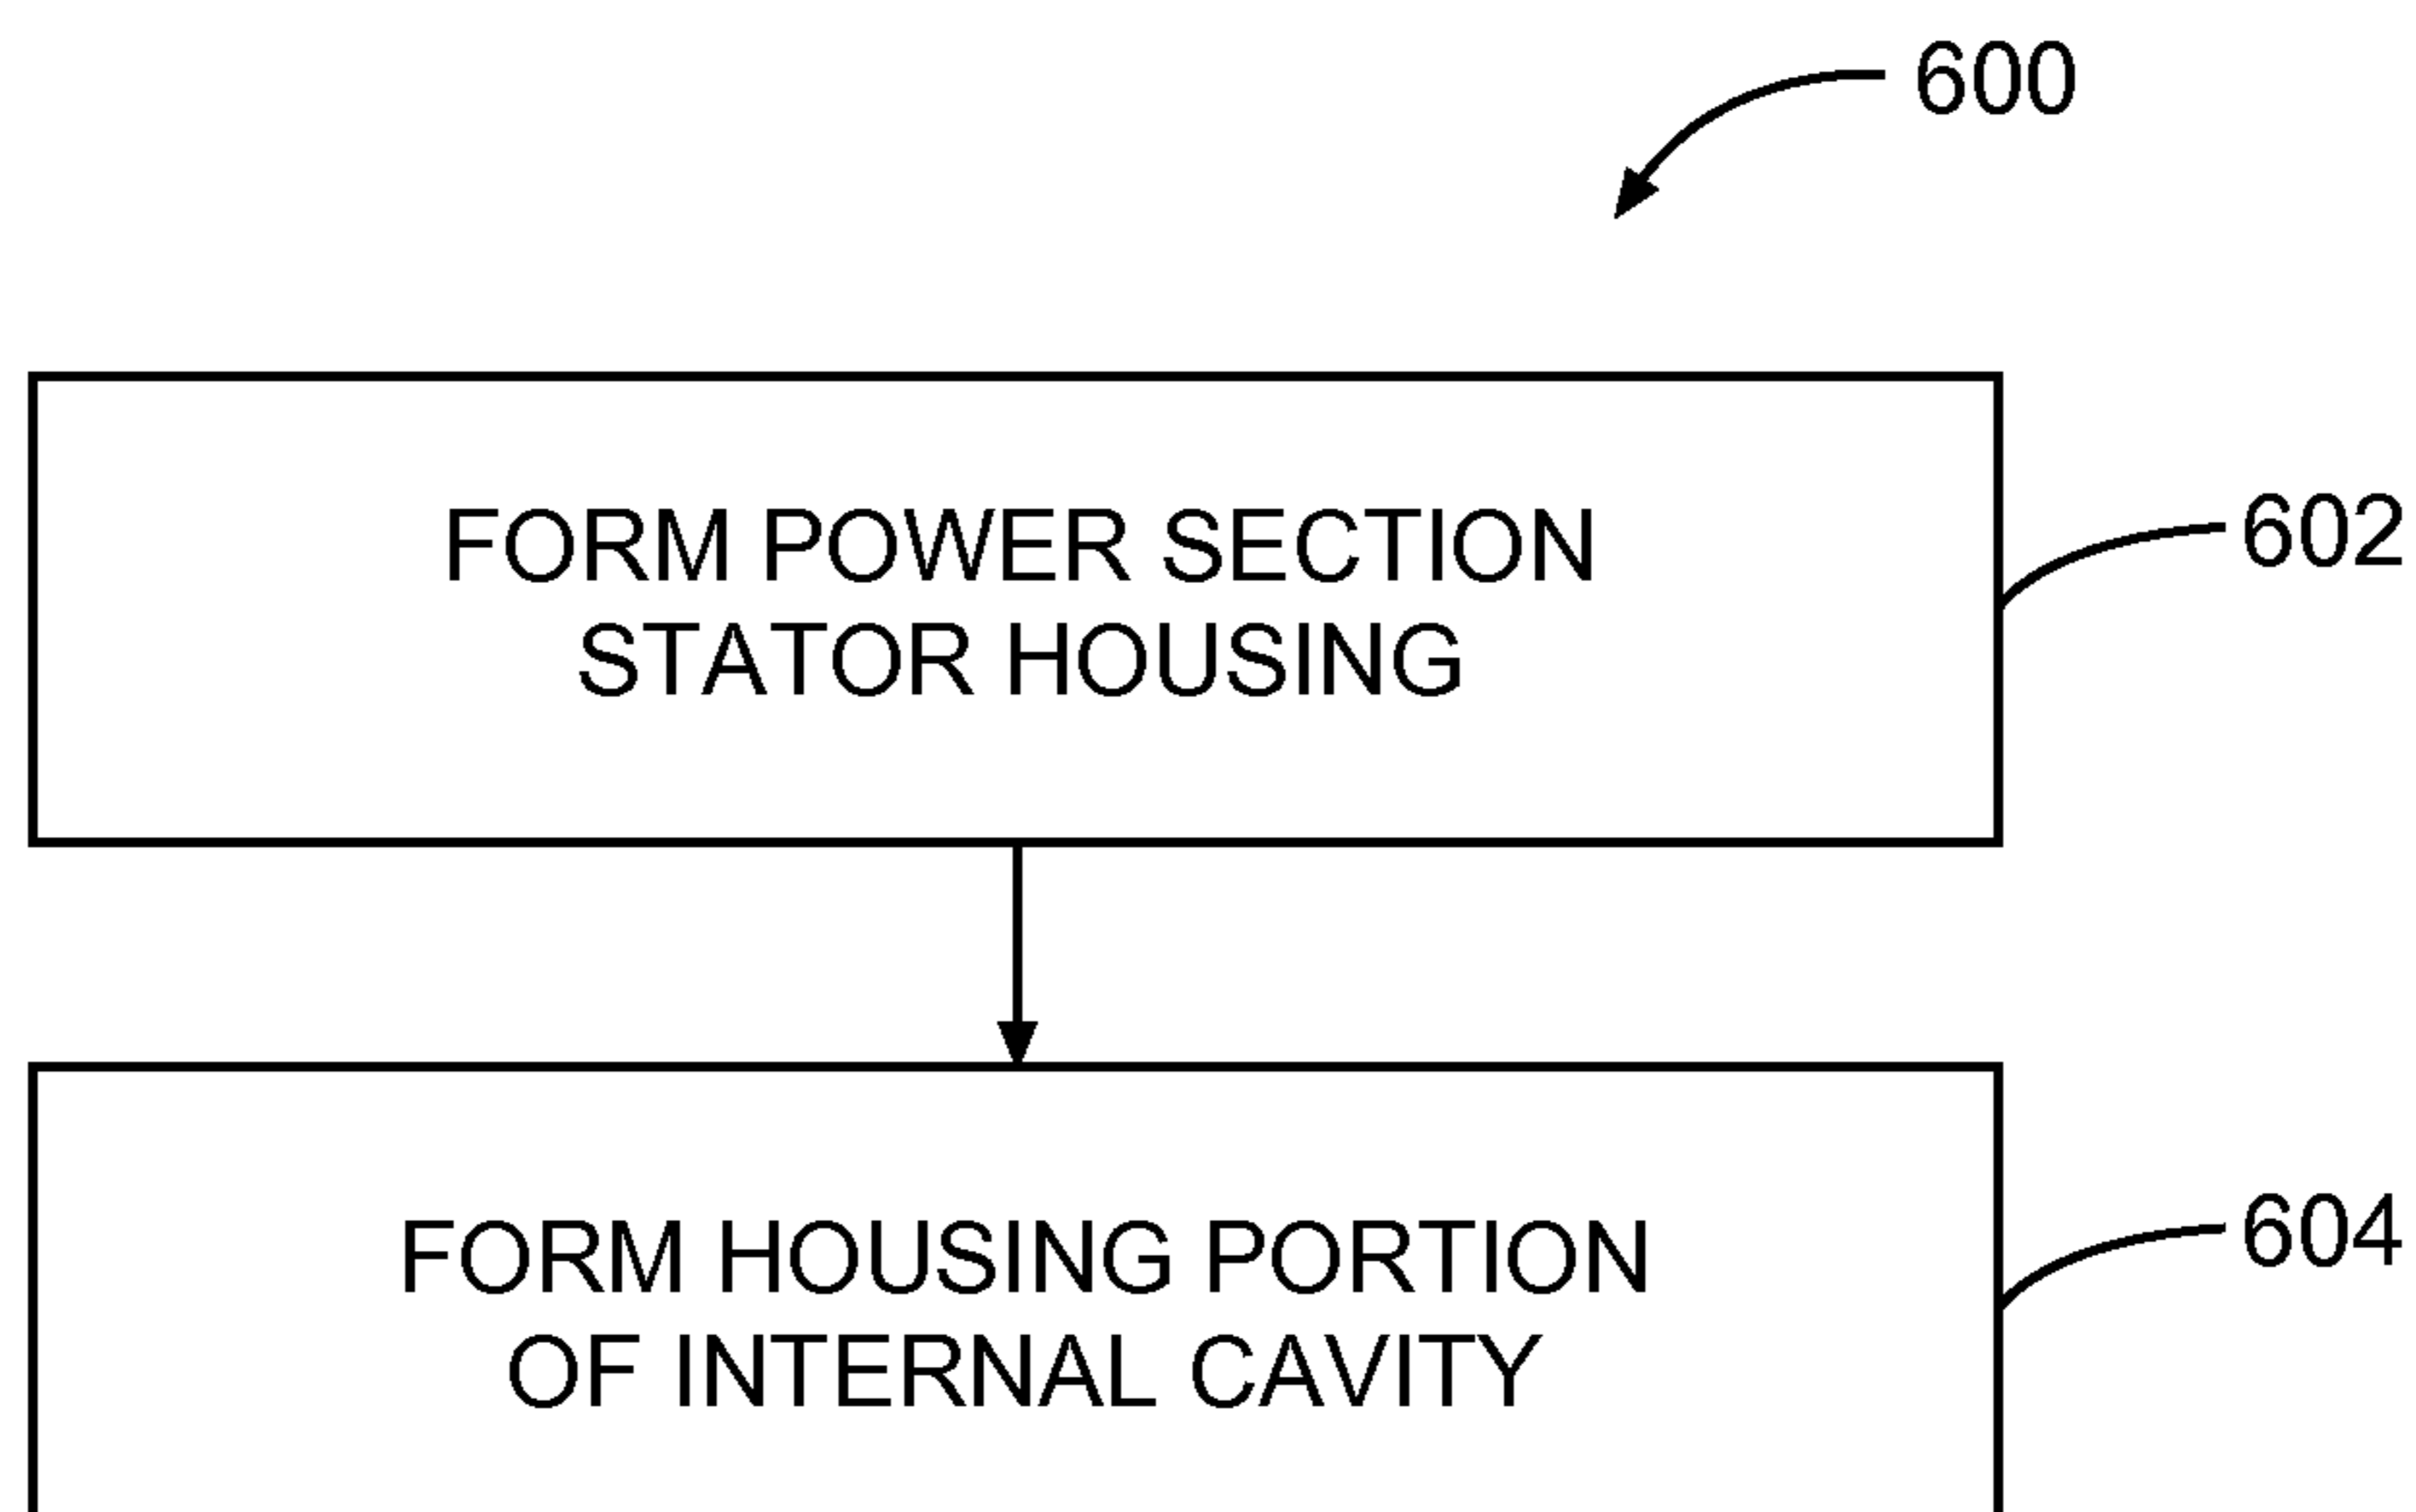 600
FORM POWER SECTION
STATOR HOUSING
602
FORM HOUSING PORTION
OF INTERNAL CAVITY
604